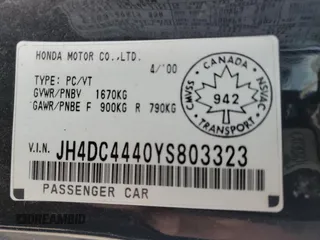 HONDA MOTOR CO.,LTD.
4/'00
TYPE: PC/VT
GVWR/PNBV 1670KG
GAWR/PNBE F 900KG R 790KG
CANADA
CMVSS
942
NSVAC
TRANSPORT
V.I.N. JH4DC4440YS803323
PASSENGER CAR
DREAMBID